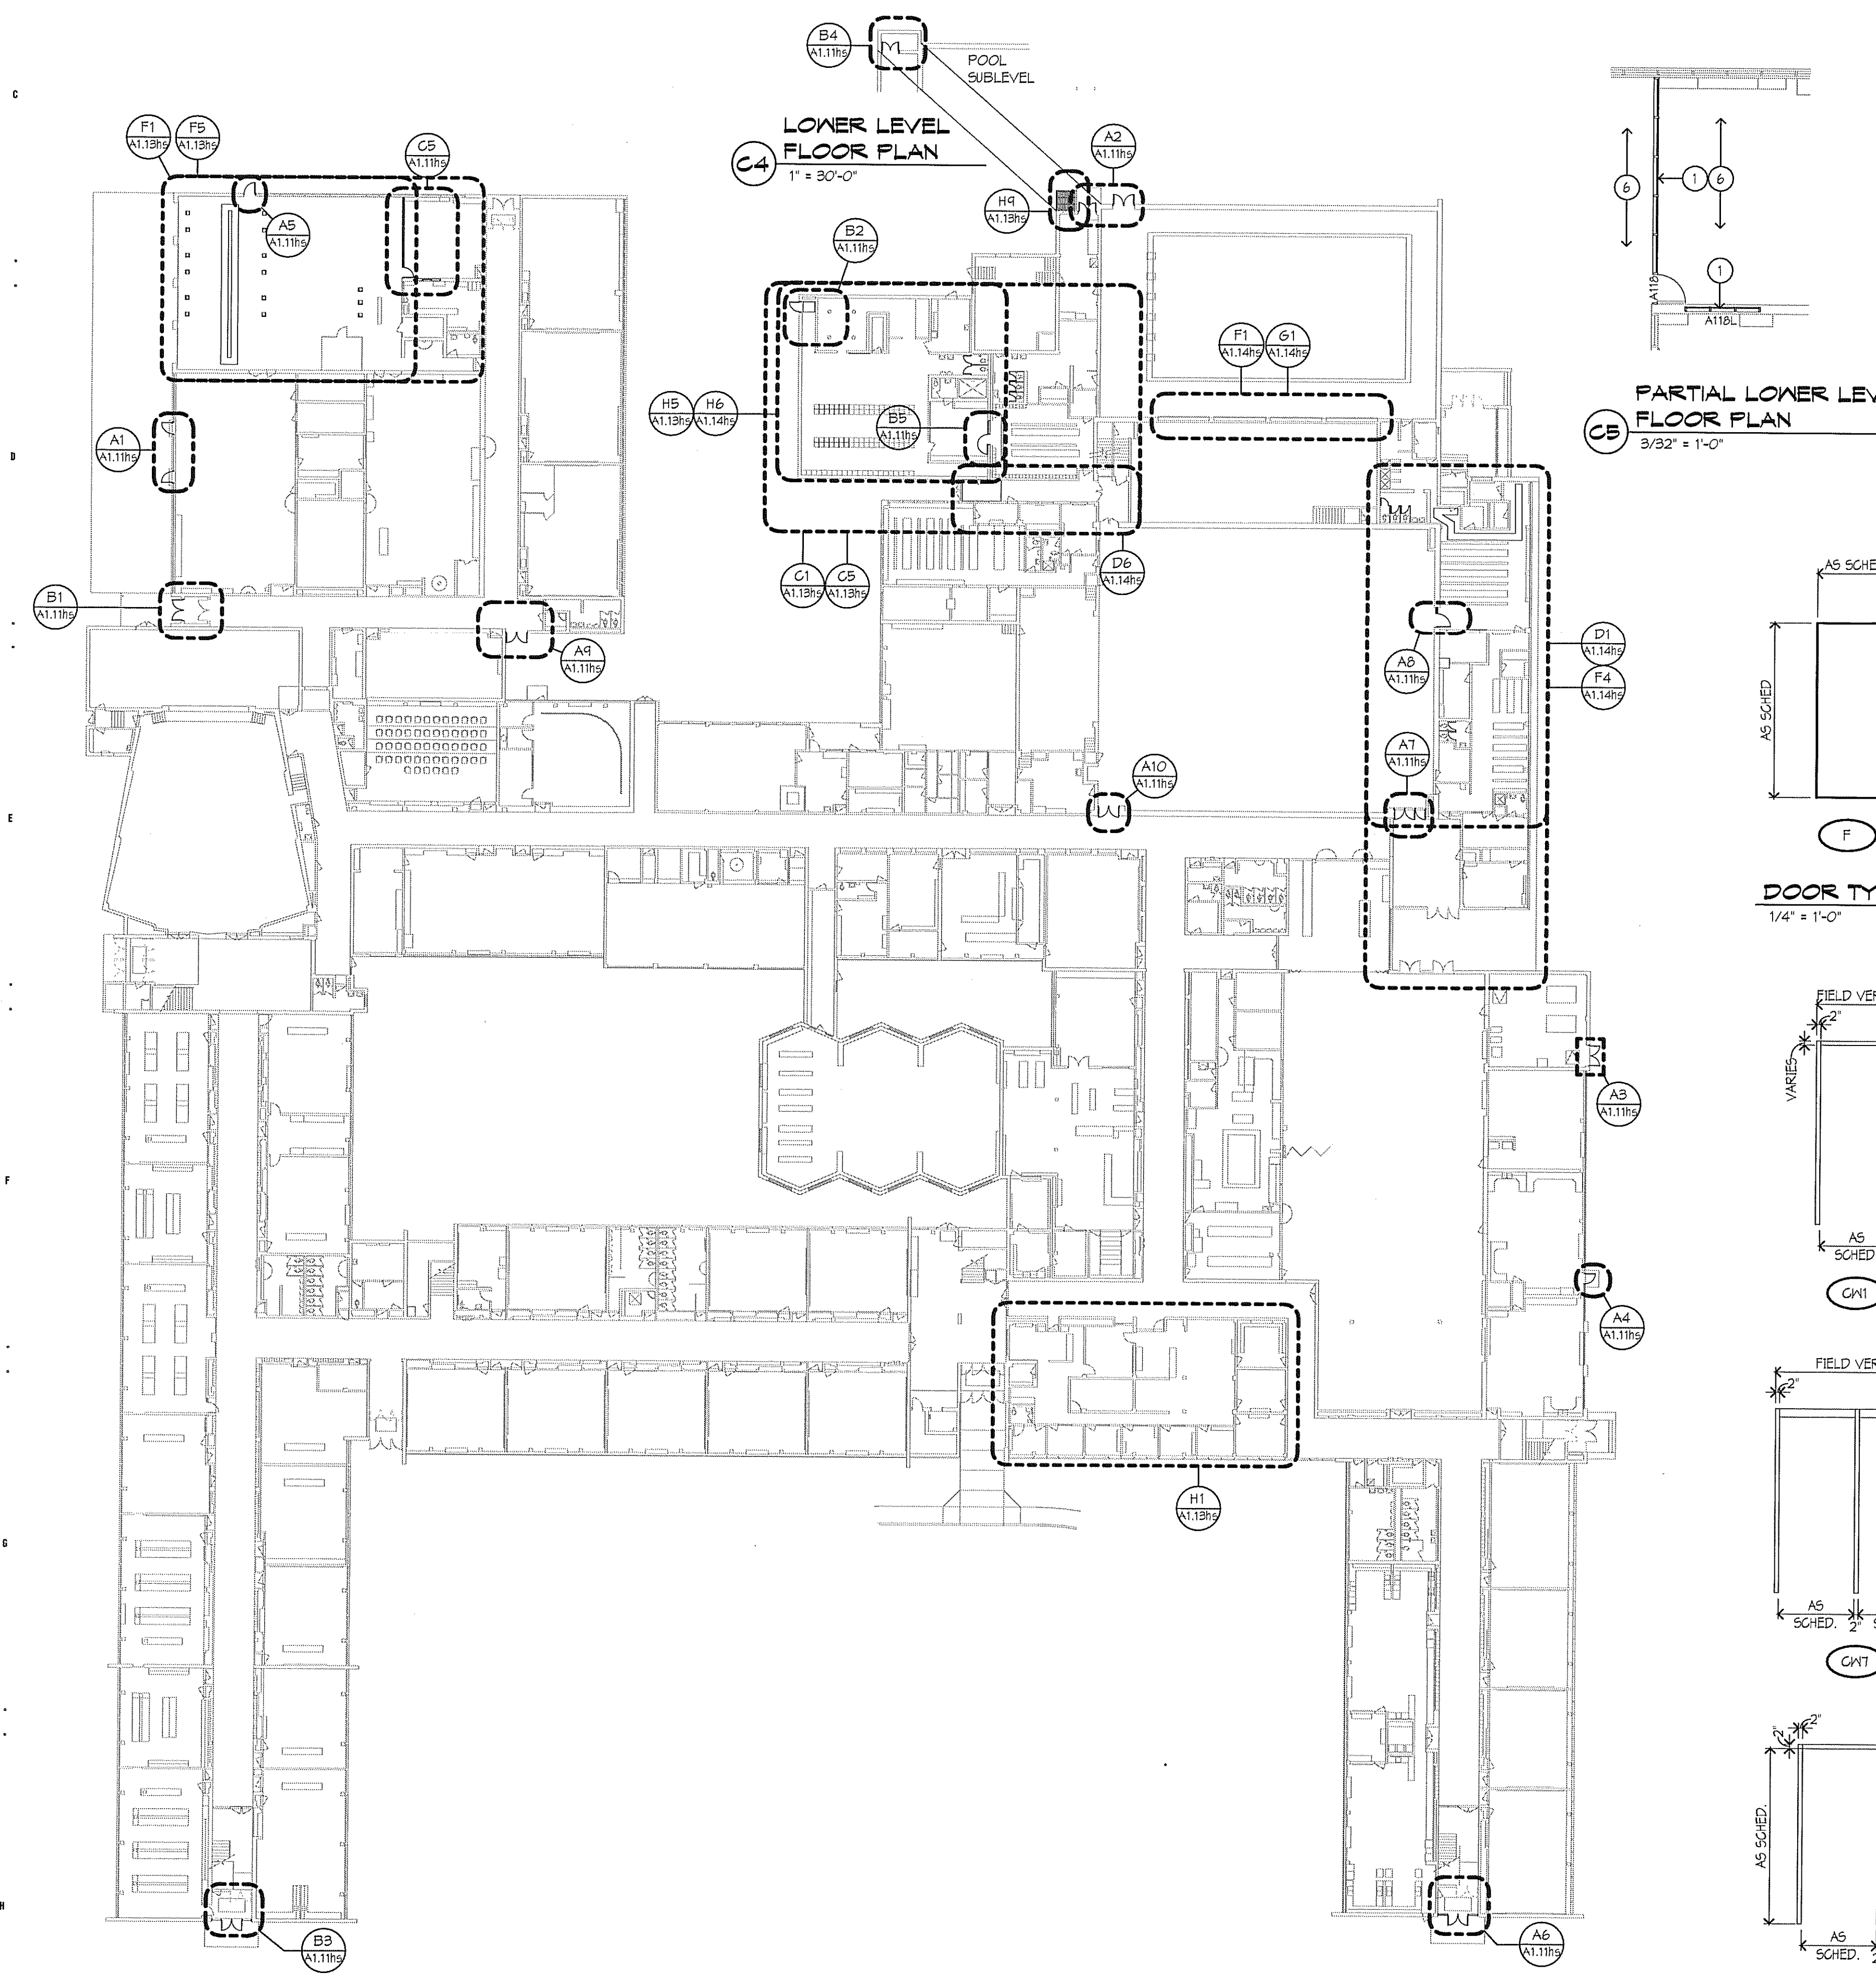 B4
A1.11hs
POOL
SUBLEVEL
C
LOWER LEVEL
FLOOR PLAN
C4
1" = 30'-0"
F1
A1.13hs
F5
A1.13hs
C5
A1.11hs
A2
A1.11hs
H9
A1.13hs
A5
A1.11hs
B2
A1.11hs
6
1
6
1
A118
A118L
F1
A1.14hs
G1
A1.14hs
PARTIAL LOWER LEV
FLOOR PLAN
C5
3/32" = 1'-0"
H5
A1.13hs
H6
A1.14hs
B5
A1.11hs
A1
A1.11hs
D
C1
A1.13hs
C5
A1.13hs
D6
A1.14hs
AS SCHE
AS SCHED
B1
A1.11hs
A9
A1.11hs
A8
A1.11hs
D1
A1.14hs
F4
A1.14hs
A7
A1.11hs
A10
A1.11hs
E
F
DOOR TY
1/4" = 1'-0"
FIELD VER
2"
VARIES
A3
A1.11hs
F
AS
SCHED
CW1
A4
A1.11hs
FIELD VER
2"
H1
A1.13hs
G
AS
SCHED. 2" S
CW7
2"
2"
AS SCHED.
H
B3
A1.11hs
A6
A1.11hs
AS
SCHED. 2